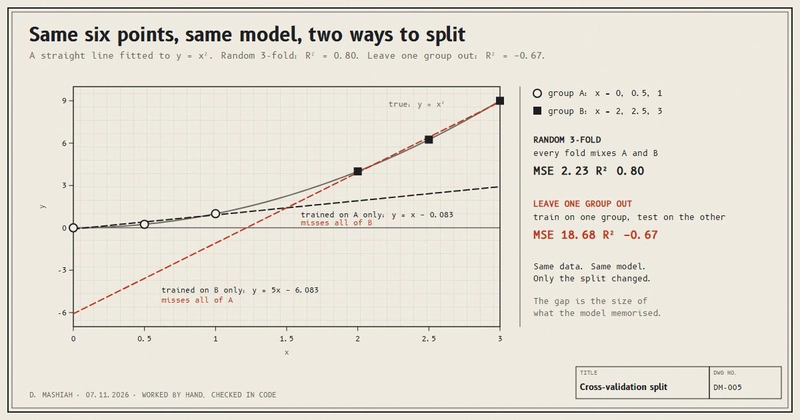 Same six points, same model, two ways to split
A straight line fitted to y = x². Random 3-fold: R² = 0.80. Leave one group out: R² = −0.67.
true: y = x²
9
6
3
0
-3
-6
y
trained on A only: y = x − 0.083
misses all of B
trained on B only: y = 5x − 6.083
misses all of A
0
0.5
1
1.5
2
2.5
3
x
group A: x = 0, 0.5, 1
group B: x = 2, 2.5, 3
RANDOM 3-FOLD
every fold mixes A and B
MSE 2.23 R² 0.80
LEAVE ONE GROUP OUT
train on one group, test on the other
MSE 18.68 R² −0.67
Same data. Same model.
Only the split changed.
The gap is the size of
what the model memorised.
D. MASHIAH · 07.11.2026 · WORKED BY HAND, CHECKED IN CODE
TITLE
Cross-validation split
DWG NO.
DM-005